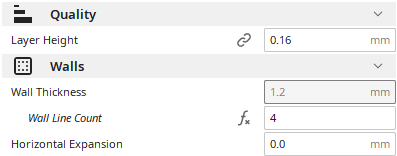 Quality
Layer Height 0.16 mm
Walls
Wall Thickness 1.2 mm
Wall Line Count fx 4
Horizontal Expansion 0.0 mm